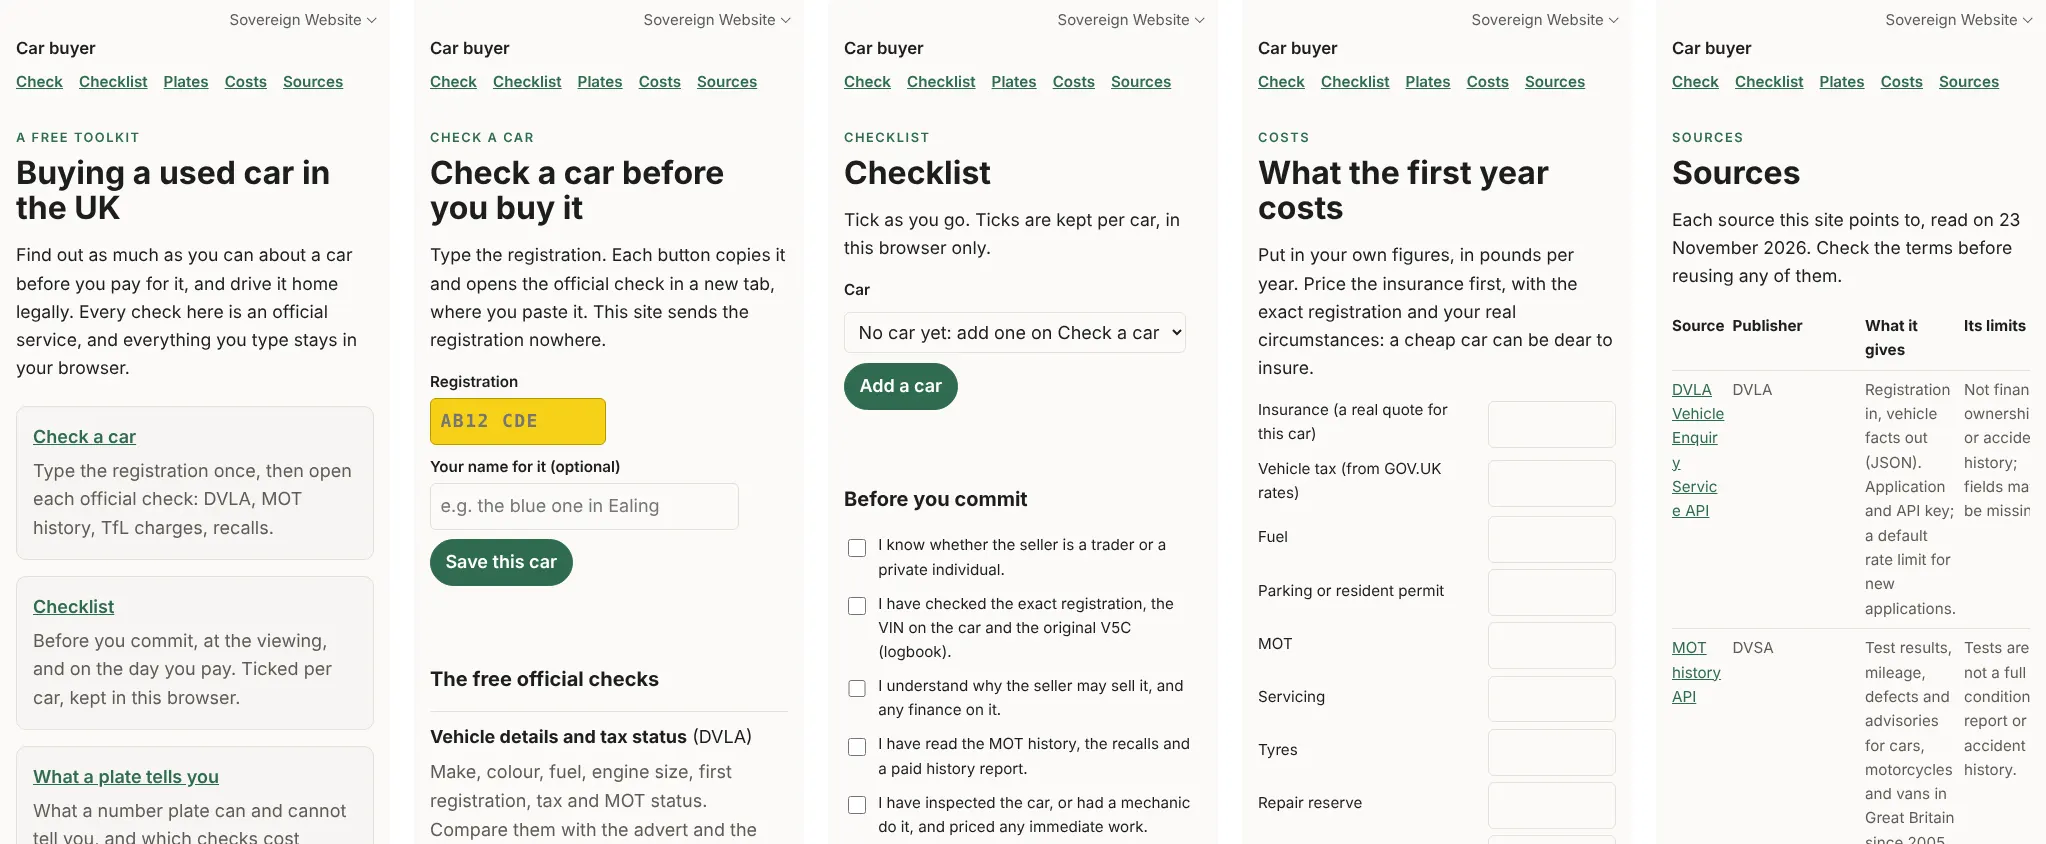 Sovereign Website
Car buyer
Check Checklist Plates Costs Sources
A FREE TOOLKIT
Buying a used car in
the UK
Find out as much as you can about a car
before you pay for it, and drive it home
legally. Every check here is an official
service, and everything you type stays in
your browser.
Check a car
Type the registration once, then open
each official check: DVLA, MOT
history, TfL charges, recalls.
Checklist
Before you commit, at the viewing,
and on the day you pay. Ticked per
car, kept in this browser.
What a plate tells you
What a number plate can and cannot
tell you, and which checks cost
Sovereign Website
Car buyer
Check Checklist Plates Costs Sources
CHECK A CAR
Check a car before
you buy it
Type the registration. Each button copies it
and opens the official check in a new tab,
where you paste it. This site sends the
registration nowhere.
Registration
AB12 CDE
Your name for it (optional)
e.g. the blue one in Ealing
Save this car
The free official checks
Vehicle details and tax status (DVLA)
Make, colour, fuel, engine size, first
registration, tax and MOT status.
Compare them with the advert and the
Sovereign Website
Car buyer
Check Checklist Plates Costs Sources
CHECKLIST
Checklist
Tick as you go. Ticks are kept per car, in
this browser only.
Car
No car yet: add one on Check a car
Add a car
Before you commit
I know whether the seller is a trader or a
private individual.
I have checked the exact registration, the
VIN on the car and the original V5C
(logbook).
I understand why the seller may sell it, and
any finance on it.
I have read the MOT history, the recalls and
a paid history report.
I have inspected the car, or had a mechanic
do it, and priced any immediate work.
Sovereign Website
Car buyer
Check Checklist Plates Costs Sources
COSTS
What the first year
costs
Put in your own figures, in pounds per
year. Price the insurance first, with the
exact registration and your real
circumstances: a cheap car can be dear to
insure.
Insurance (a real quote for
this car)
Vehicle tax (from GOV.UK
rates)
Fuel
Parking or resident permit
MOT
Servicing
Tyres
Repair reserve
Sovereign Website
Car buyer
Check Checklist Plates Costs Sources
SOURCES
Sources
Each source this site points to, read on 23
November 2026. Check the terms before
reusing any of them.
Source Publisher What it gives Its limits
DVLA
Vehicle
Enquir
y
Servic
e API
DVLA
Registration
in, vehicle
facts out
(JSON).
Application
and API key;
a default
rate limit for
new
applications.
Not finan
ownershi
or accide
history;
fields ma
be missin
MOT
history
API
DVSA
Test results,
mileage,
defects and
advisories
for cars,
motorcycles
and vans in
Great Britain
since 2005
Tests are
not a full
condition
report or
accident
history.